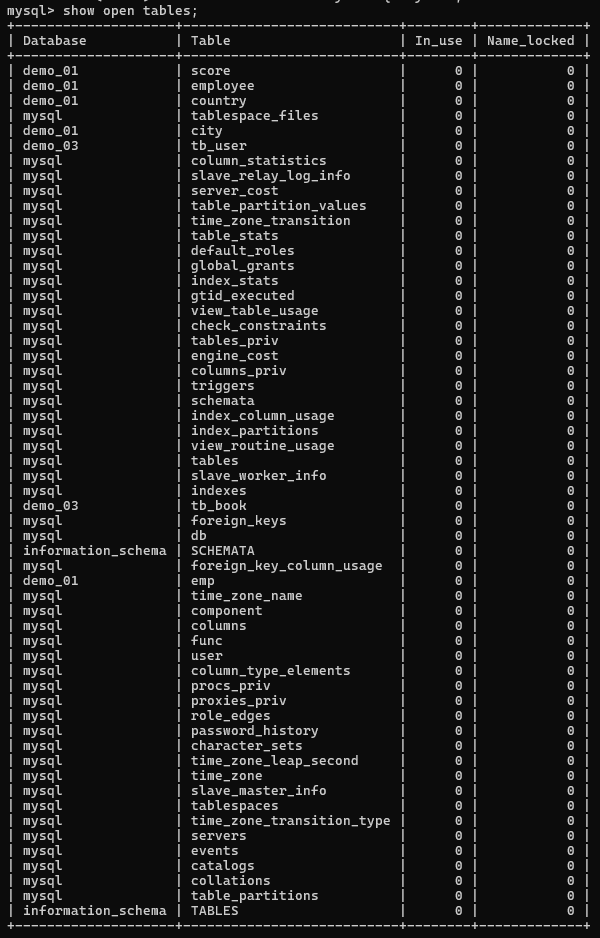 mysql> show open tables;
+--------------------+---------------------------+--------+-------------+
| Database           | Table                     | In_use | Name_locked |
+--------------------+---------------------------+--------+-------------+
| demo_01            | score                     |      0 |           0 |
| demo_01            | employee                  |      0 |           0 |
| demo_01            | country                   |      0 |           0 |
| mysql              | tablespace_files          |      0 |           0 |
| demo_01            | city                      |      0 |           0 |
| demo_03            | tb_user                   |      0 |           0 |
| mysql              | column_statistics         |      0 |           0 |
| mysql              | slave_relay_log_info      |      0 |           0 |
| mysql              | server_cost               |      0 |           0 |
| mysql              | table_partition_values    |      0 |           0 |
| mysql              | time_zone_transition      |      0 |           0 |
| mysql              | table_stats               |      0 |           0 |
| mysql              | default_roles             |      0 |           0 |
| mysql              | global_grants             |      0 |           0 |
| mysql              | index_stats               |      0 |           0 |
| mysql              | gtid_executed             |      0 |           0 |
| mysql              | view_table_usage          |      0 |           0 |
| mysql              | check_constraints         |      0 |           0 |
| mysql              | tables_priv               |      0 |           0 |
| mysql              | engine_cost               |      0 |           0 |
| mysql              | columns_priv              |      0 |           0 |
| mysql              | triggers                  |      0 |           0 |
| mysql              | schemata                  |      0 |           0 |
| mysql              | index_column_usage        |      0 |           0 |
| mysql              | index_partitions          |      0 |           0 |
| mysql              | view_routine_usage        |      0 |           0 |
| mysql              | tables                    |      0 |           0 |
| mysql              | slave_worker_info         |      0 |           0 |
| mysql              | indexes                   |      0 |           0 |
| demo_03            | tb_book                   |      0 |           0 |
| mysql              | foreign_keys              |      0 |           0 |
| mysql              | db                        |      0 |           0 |
| information_schema | SCHEMATA                  |      0 |           0 |
| mysql              | foreign_key_column_usage  |      0 |           0 |
| demo_01            | emp                       |      0 |           0 |
| mysql              | time_zone_name            |      0 |           0 |
| mysql              | component                 |      0 |           0 |
| mysql              | columns                   |      0 |           0 |
| mysql              | func                      |      0 |           0 |
| mysql              | user                      |      0 |           0 |
| mysql              | column_type_elements      |      0 |           0 |
| mysql              | procs_priv                |      0 |           0 |
| mysql              | proxies_priv              |      0 |           0 |
| mysql              | role_edges                |      0 |           0 |
| mysql              | password_history          |      0 |           0 |
| mysql              | character_sets            |      0 |           0 |
| mysql              | time_zone_leap_second     |      0 |           0 |
| mysql              | time_zone                 |      0 |           0 |
| mysql              | slave_master_info         |      0 |           0 |
| mysql              | tablespaces               |      0 |           0 |
| mysql              | time_zone_transition_type |      0 |           0 |
| mysql              | servers                   |      0 |           0 |
| mysql              | events                    |      0 |           0 |
| mysql              | catalogs                  |      0 |           0 |
| mysql              | collations                |      0 |           0 |
| mysql              | table_partitions          |      0 |           0 |
| information_schema | TABLES                    |      0 |           0 |
+--------------------+---------------------------+--------+-------------+